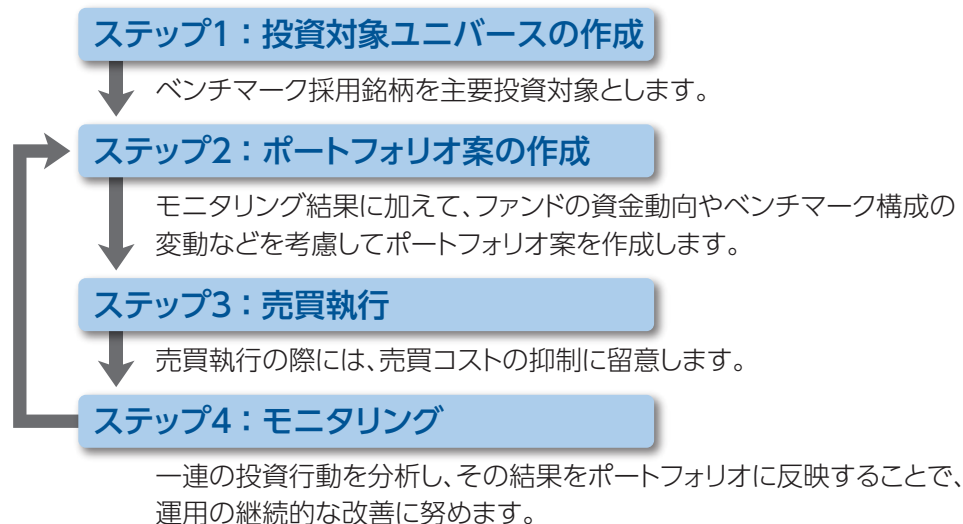 ステップ1：投資対象ユニバースの作成
ベンチマーク採用銘柄を主要投資対象とします。
ステップ2：ポートフォリオ案の作成
モニタリング結果に加えて、ファンドの資金動向やベンチマーク構成の
変動などを考慮してポートフォリオ案を作成します。
ステップ3：売買執行
売買執行の際には、売買コストの抑制に留意します。
ステップ4：モニタリング
一連の投資行動を分析し、その結果をポートフォリオに反映することで、
運用の継続的な改善に努めます。